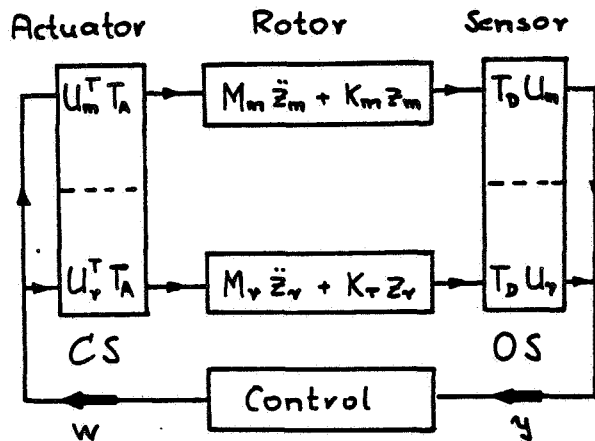 Actuator Rotor Sensor
U_m^T T_A M_m z̈_m + K_m z_m T_D U_m
U_r^T T_A M_r z̈_r + K_r z_r T_D U_r
CS OS
Control
w y